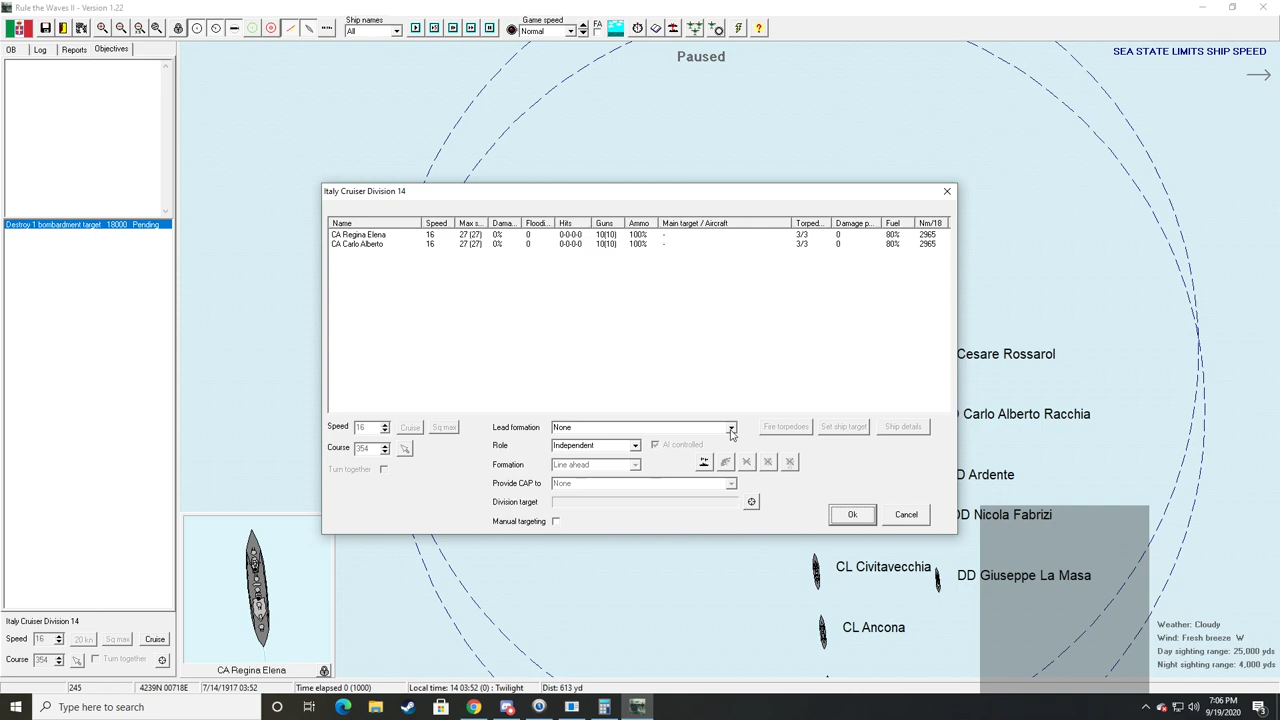 Rule the Waves II - Version 1.22
Ship names
All
Game speed
Normal
FA
OB Log Reports Objectives
Paused
SEA STATE LIMITS SHIP SPEED
Destroy 1 bombardment target 18000 Pending
Italy Cruiser Division 14
Name Speed Max s... Dama... Floodi... Hits Guns Ammo Main target / Aircraft Torped... Damage p... Fuel Nm/18
CA Regina Elena 16 27 (27) 0% 0 0-0-0-0 10(10) 100% - 3/3 0 80% 2965
CA Carlo Alberto 16 27 (27) 0% 0 0-0-0-0 10(10) 100% - 3/3 0 80% 2965
Speed 16 Cruise Sq max
Course 354
Turn together
Lead formation None
Role Independent AI controlled
Formation Line ahead
Provide CAP to None
Division target
Manual targeting
Fire torpedoes Set ship target Ship details
Ok Cancel
Cesare Rossarol
Carlo Alberto Racchia
D Ardente
DD Nicola Fabrizi
CL Civitavecchia
DD Giuseppe La Masa
CL Ancona
Italy Cruiser Division 14
Speed 16 20 kn Sq max Cruise
Course 354 Turn together
CA Regina Elena
Weather: Cloudy
Wind: Fresh breeze W
Day sighting range: 25,000 yds
Night sighting range: 4,000 yds
245 4239N 00718E 7/14/1917 03:52 Time elapsed 0 (1000) Local time: 14 03:52 (0) : Twilight Dist: 613 yd
Type here to search
7:06 PM
9/19/2020